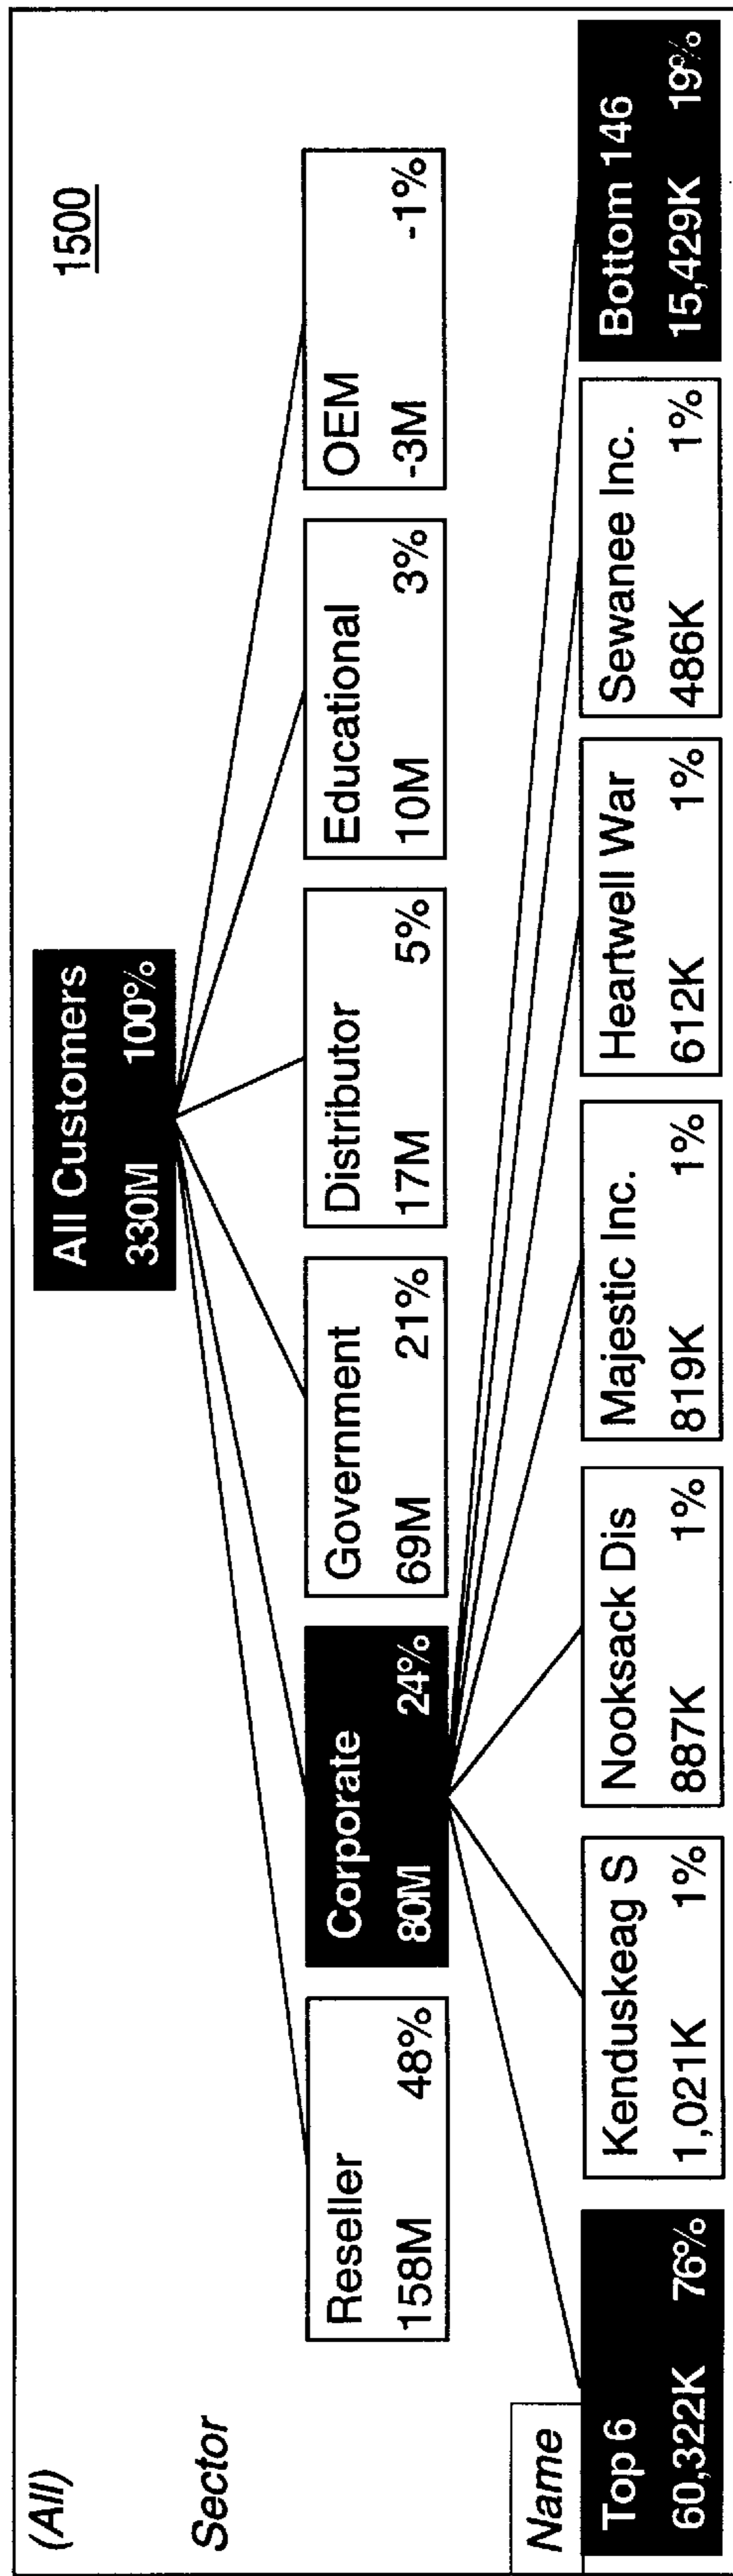 (All)
1500
All Customers
330M 100%
Sector
Reseller
158M 48%
Corporate
80M 24%
Government
69M 21%
Distributor
17M 5%
Educational
10M 3%
OEM
-3M -1%
Name
Top 6
60,322K 76%
Kenduskeag S
1,021K 1%
Nooksack Dis
887K 1%
Majestic Inc.
819K 1%
Heartwell War
612K 1%
Sewanee Inc.
486K 1%
Bottom 146
15,429K 19%